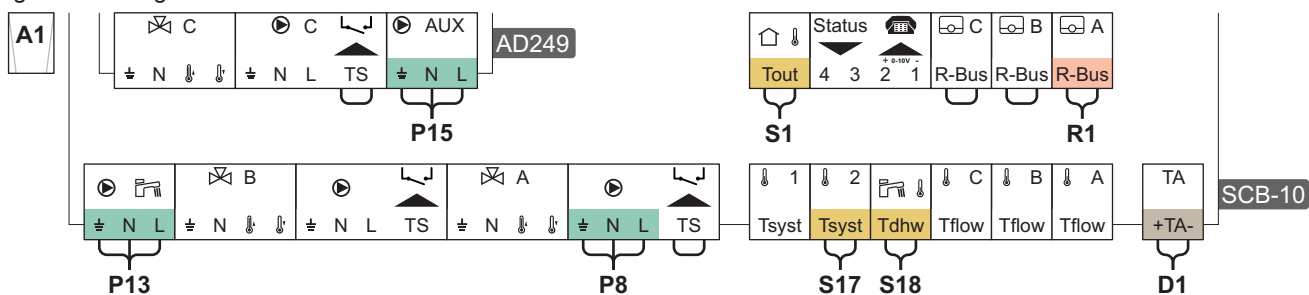 A1
C C AUX AD249
⏚ N L TS ⏚ N L
⏚ N
P15
Status C B A
+ 0-10V -
Tout 4 3 2 1 R-Bus R-Bus R-Bus
S1 R1
B A
⏚ N L ⏚ N ⏚ N L TS ⏚ N ⏚ N L TS
P13 P8
1 2 C B A TA SCB-10
Tsyst Tsyst Tdhw Tflow Tflow Tflow +TA-
S17 S18 D1